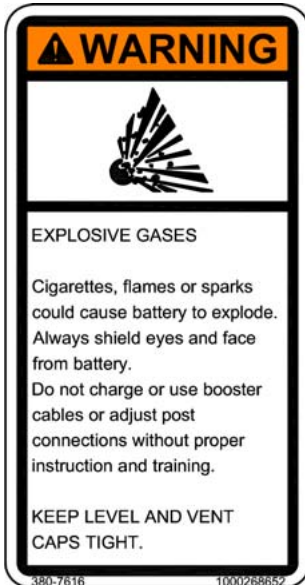 WARNING
EXPLOSIVE GASES
Cigarettes, flames or sparks
could cause battery to explode.
Always shield eyes and face
from battery.
Do not charge or use booster
cables or adjust post
connections without proper
instruction and training.
KEEP LEVEL AND VENT
CAPS TIGHT.
380-7616 1000268652